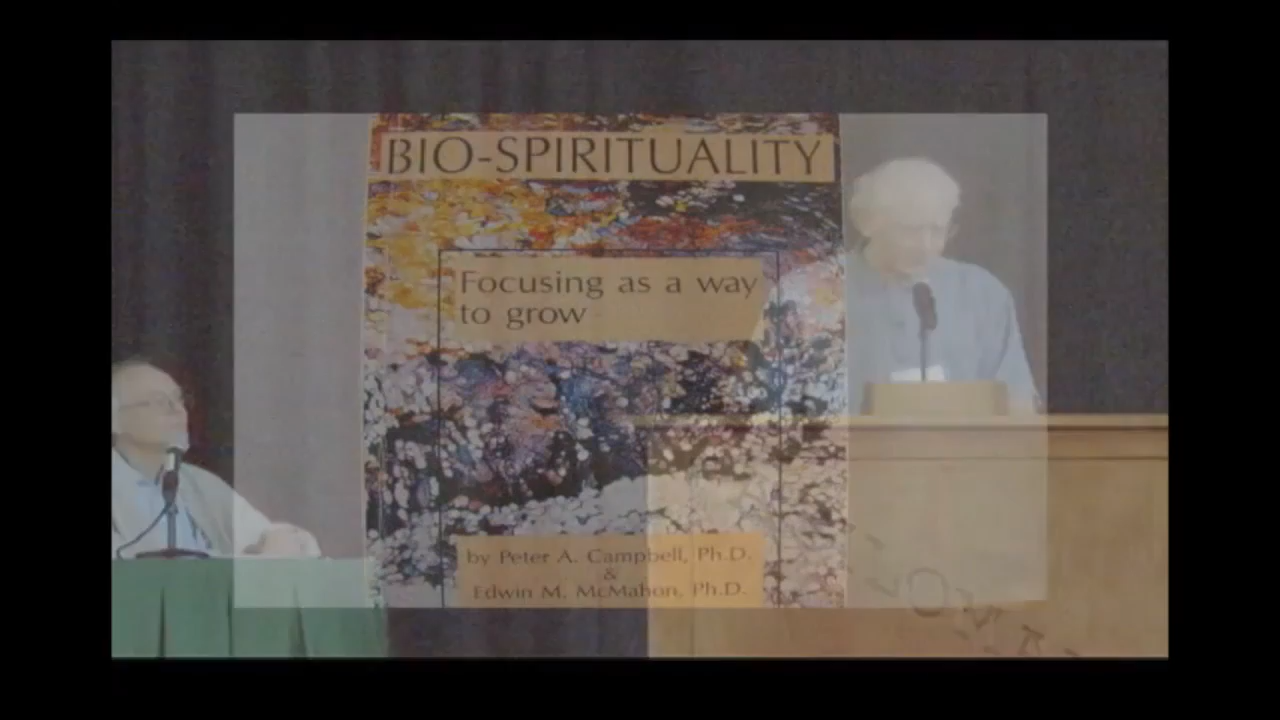 BIO-SPIRITUALITY
Focusing as a way
to grow
by Peter A. Campbell, Ph.D.
&
Edwin M. McMahon, Ph.D.